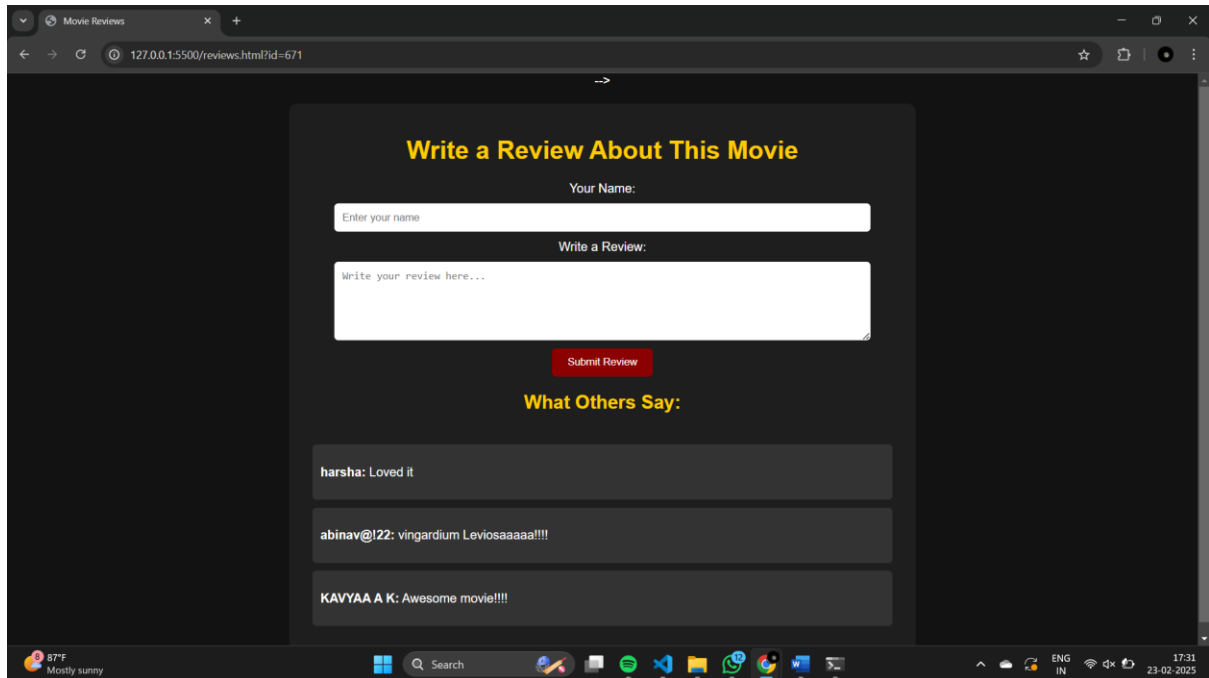 Movie Reviews
127.0.0.1:5500/reviews.html?id=671
-->
Write a Review About This Movie
Your Name:
Enter your name
Write a Review:
Write your review here...
Submit Review
What Others Say:
harsha: Loved it
abinav@!22: vingardium Leviosaaaaa!!!!
KAVYAA A K: Awesome movie!!!!
8
87°F
Mostly sunny
Search
12
ENG
IN
17:31
23-02-2025